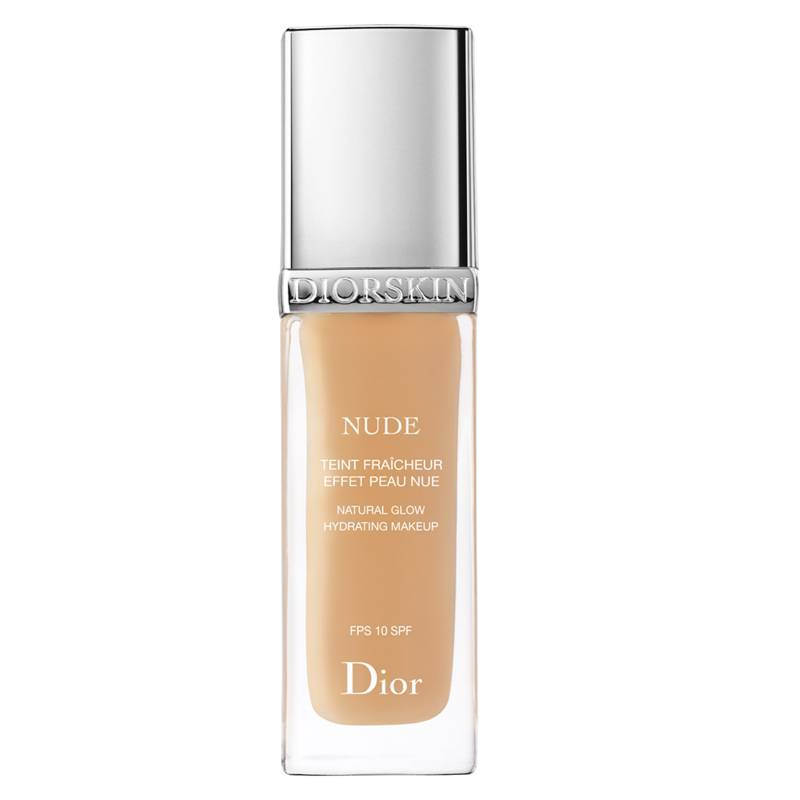 DIORSKIN
NUDE
TEINT FRAÎCHEUR
EFFET PEAU NUE
NATURAL GLOW
HYDRATING MAKEUP
FPS 10 SPF
Dior